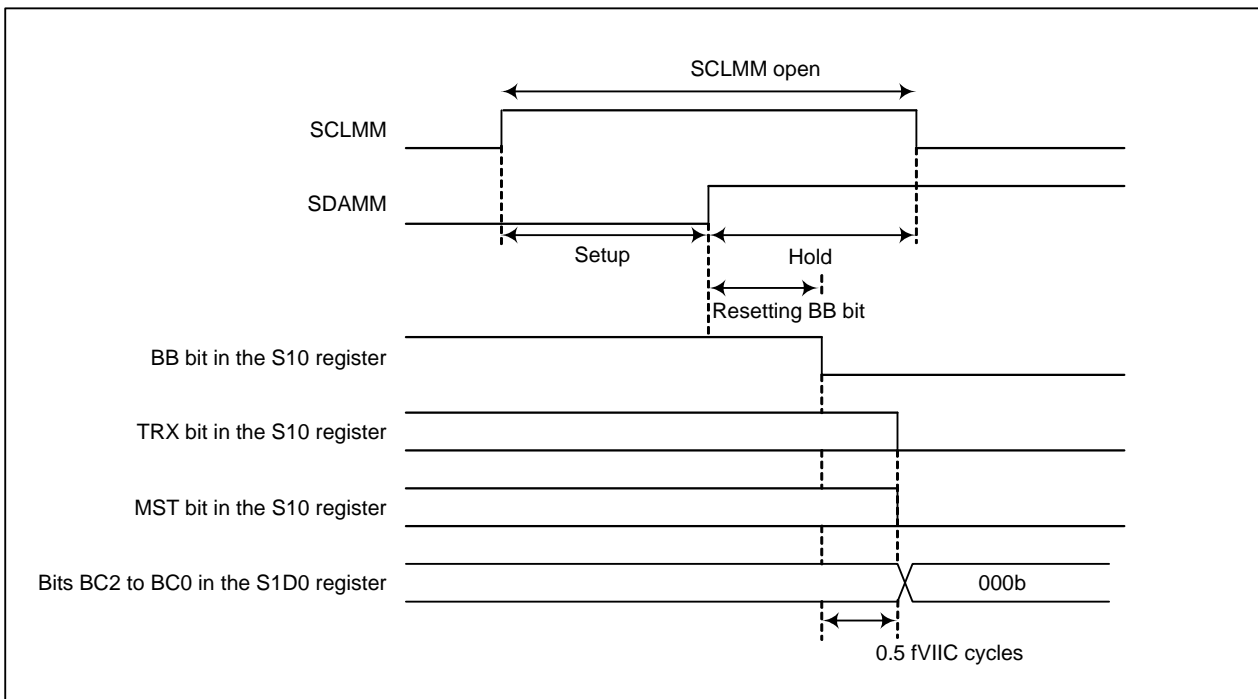 SCLMM open
SCLMM
SDAMM
Setup
Hold
Resetting BB bit
BB bit in the S10 register
TRX bit in the S10 register
MST bit in the S10 register
Bits BC2 to BC0 in the S1D0 register
000b
0.5 fVIIC cycles